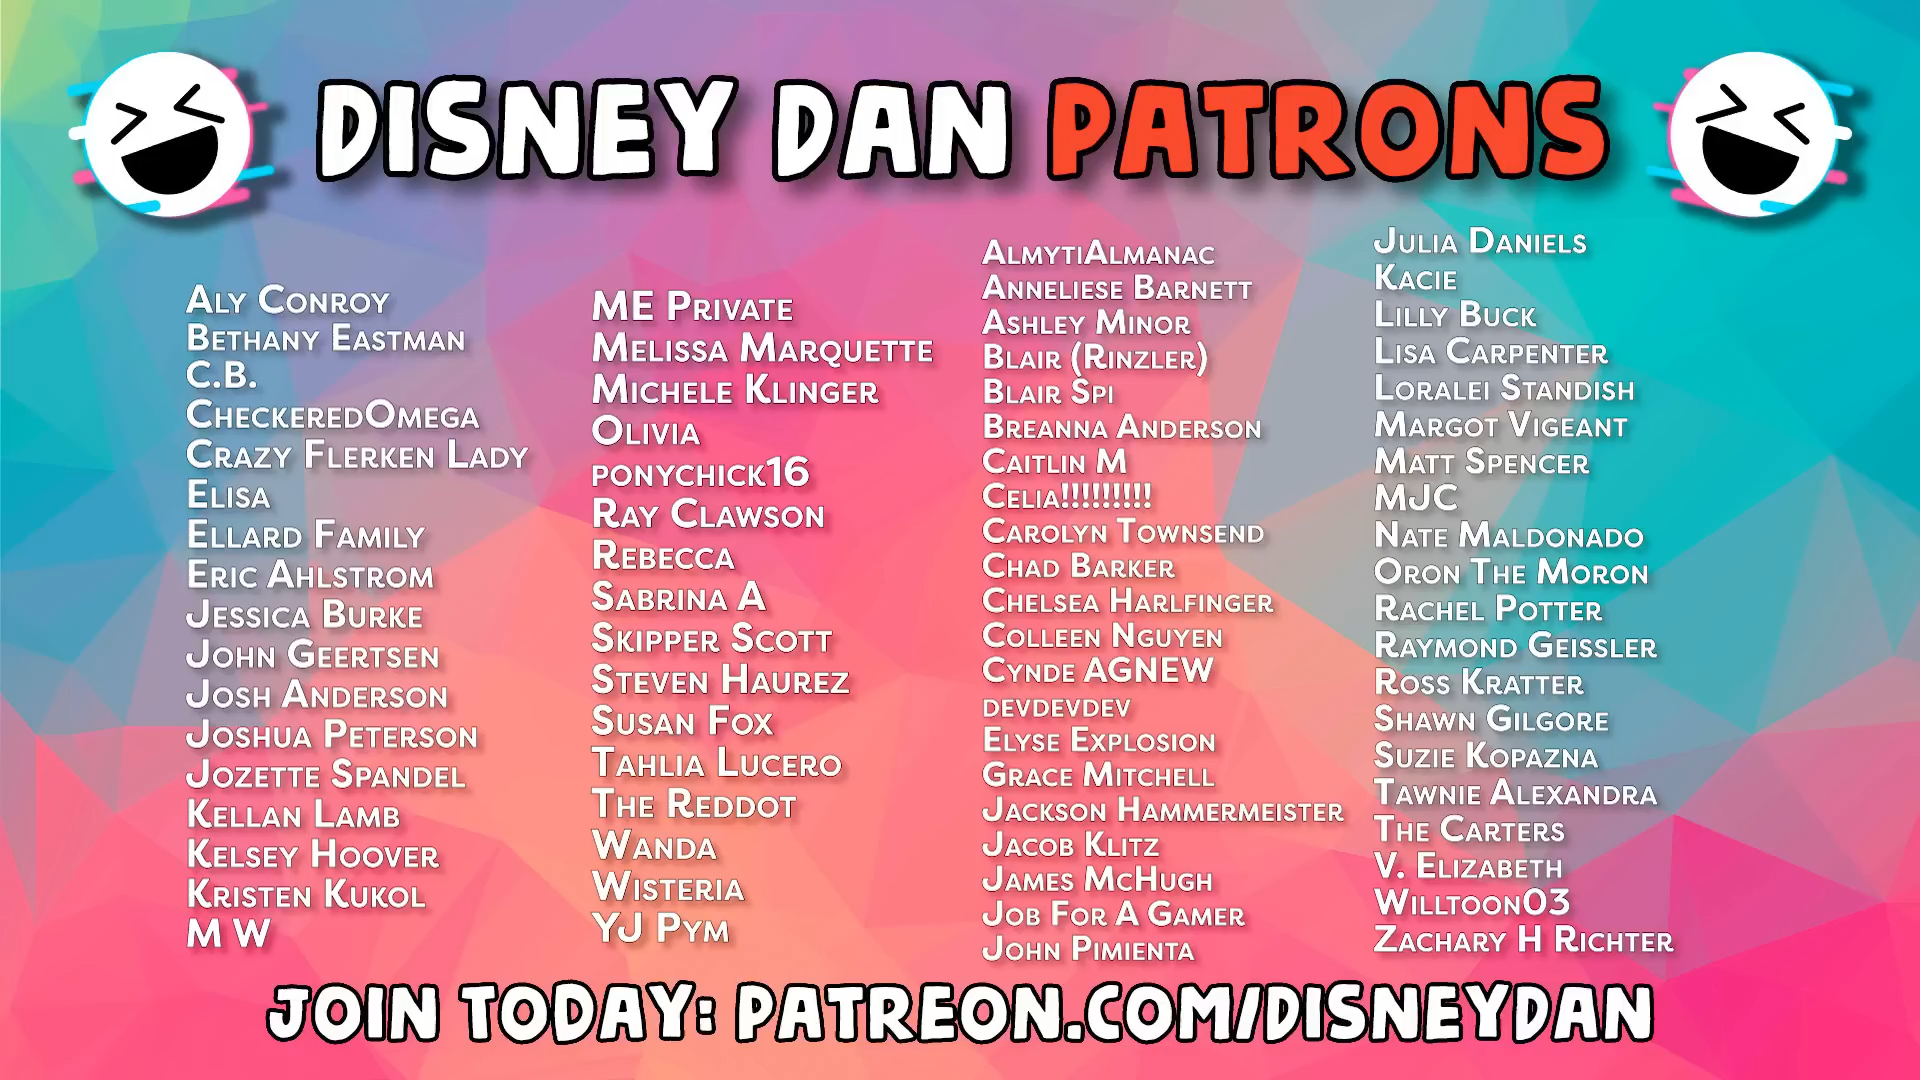 DISNEY DAN PATRONS
Aly Conroy
Bethany Eastman
C.B.
CheckeredOmega
Crazy Flerken Lady
Elisa
Ellard Family
Eric Ahlstrom
Jessica Burke
John Geertsen
Josh Anderson
Joshua Peterson
Jozette Spandel
Kellan Lamb
Kelsey Hoover
Kristen Kukol
M W
ME Private
Melissa Marquette
Michele Klinger
Olivia
ponychick16
Ray Clawson
Rebecca
Sabrina A
Skipper Scott
Steven Haurez
Susan Fox
Tahlia Lucero
The Reddot
Wanda
Wisteria
YJ Pym
AlmytiAlmanac
Anneliese Barnett
Ashley Minor
Blair (Rinzler)
Blair Spi
Breanna Anderson
Caitlin M
Celia!!!!!!!!!
Carolyn Townsend
Chad Barker
Chelsea Harlfinger
Colleen Nguyen
Cynde AGNEW
devdevdev
Elyse Explosion
Grace Mitchell
Jackson Hammermeister
Jacob Klitz
James McHugh
Job For A Gamer
John Pimienta
Julia Daniels
Kacie
Lilly Buck
Lisa Carpenter
Loralei Standish
Margot Vigeant
Matt Spencer
MJC
Nate Maldonado
Oron The Moron
Rachel Potter
Raymond Geissler
Ross Kratter
Shawn Gilgore
Suzie Kopazna
Tawnie Alexandra
The Carters
V. Elizabeth
Willtoon03
Zachary H Richter
JOIN TODAY: PATREON.COM/DISNEYDAN